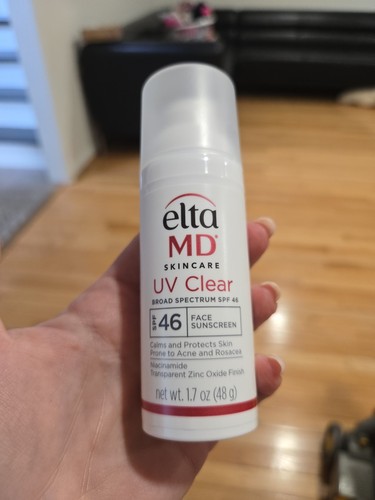 elta
MD®
SKINCARE
UV Clear
BROAD SPECTRUM SPF 46
SPF 46 FACE
SUNSCREEN
Calms and Protects Skin
Prone to Acne and Rosacea
Niacinamide
Transparent Zinc Oxide Finish
net wt. 1.7 oz (48 g)